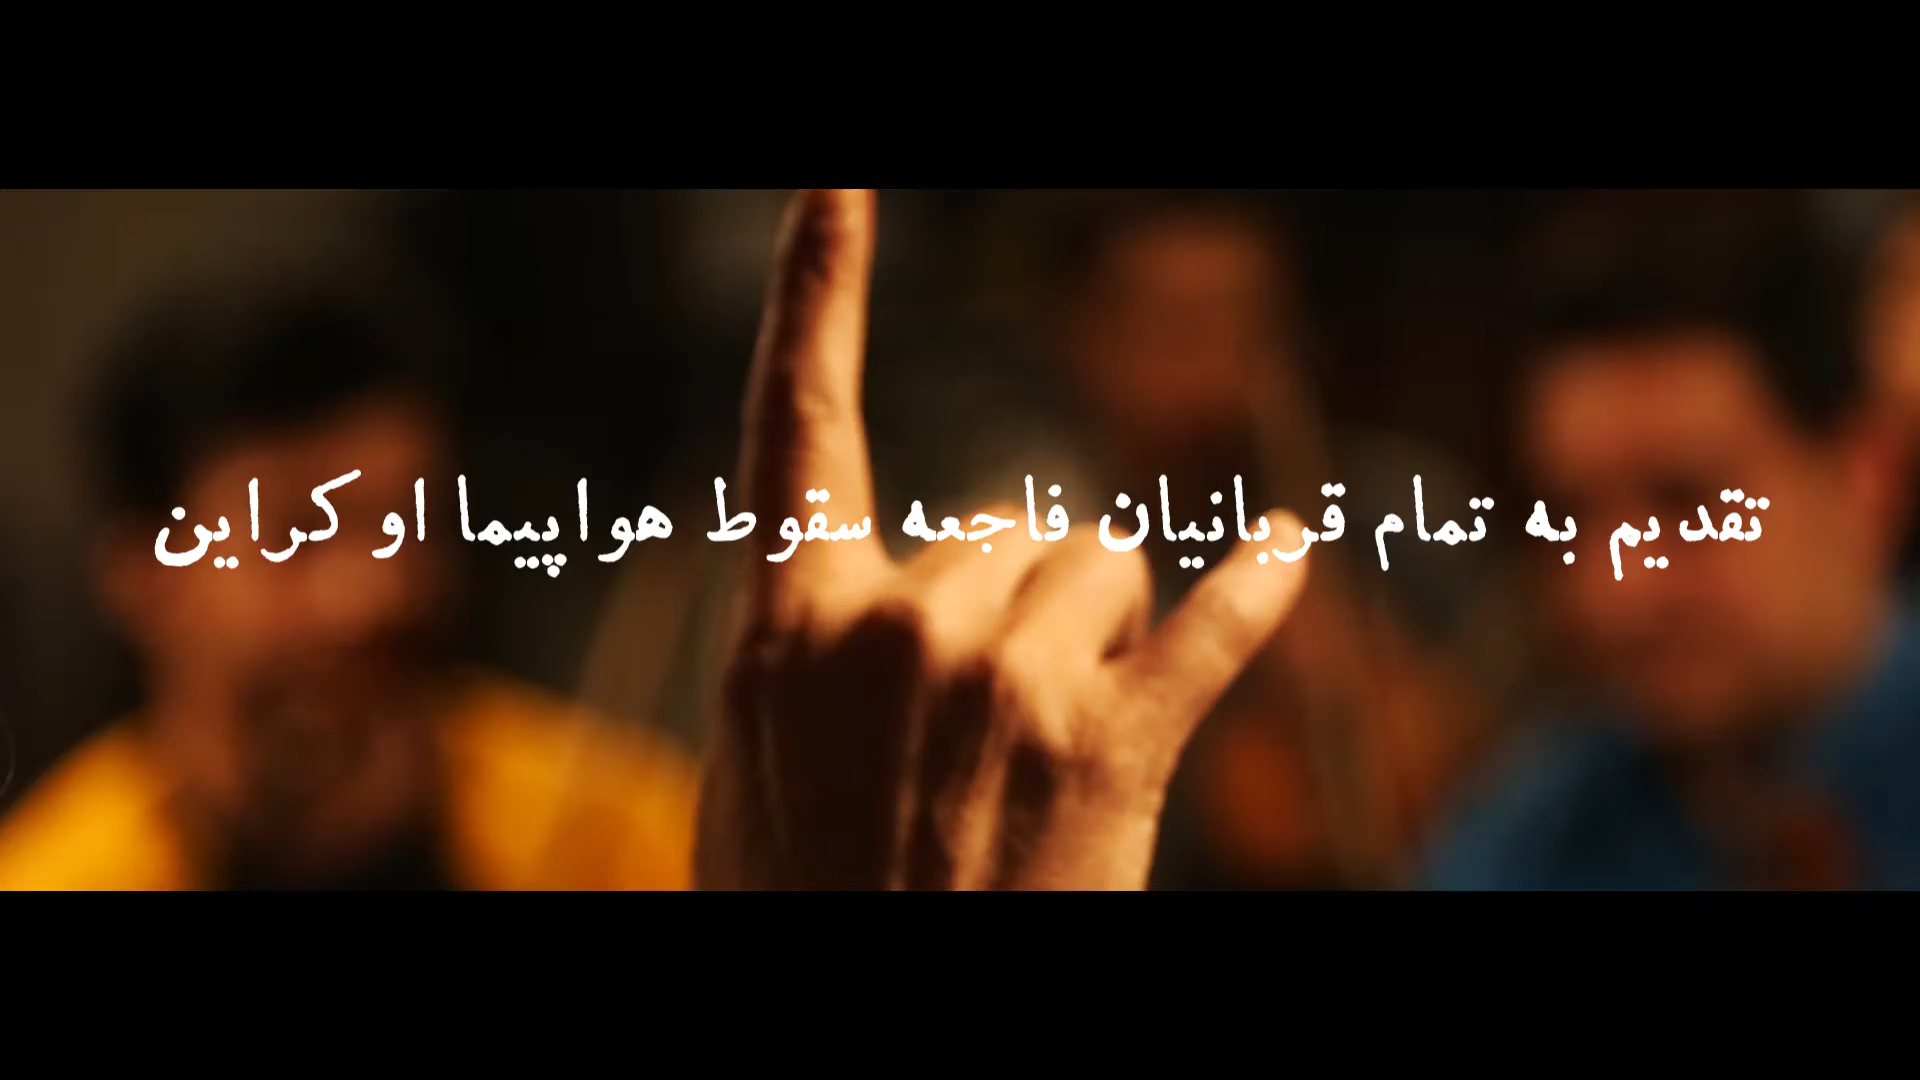 تقدیم به تمام قربانیان فاجعه سقوط هواپیما اوکراین